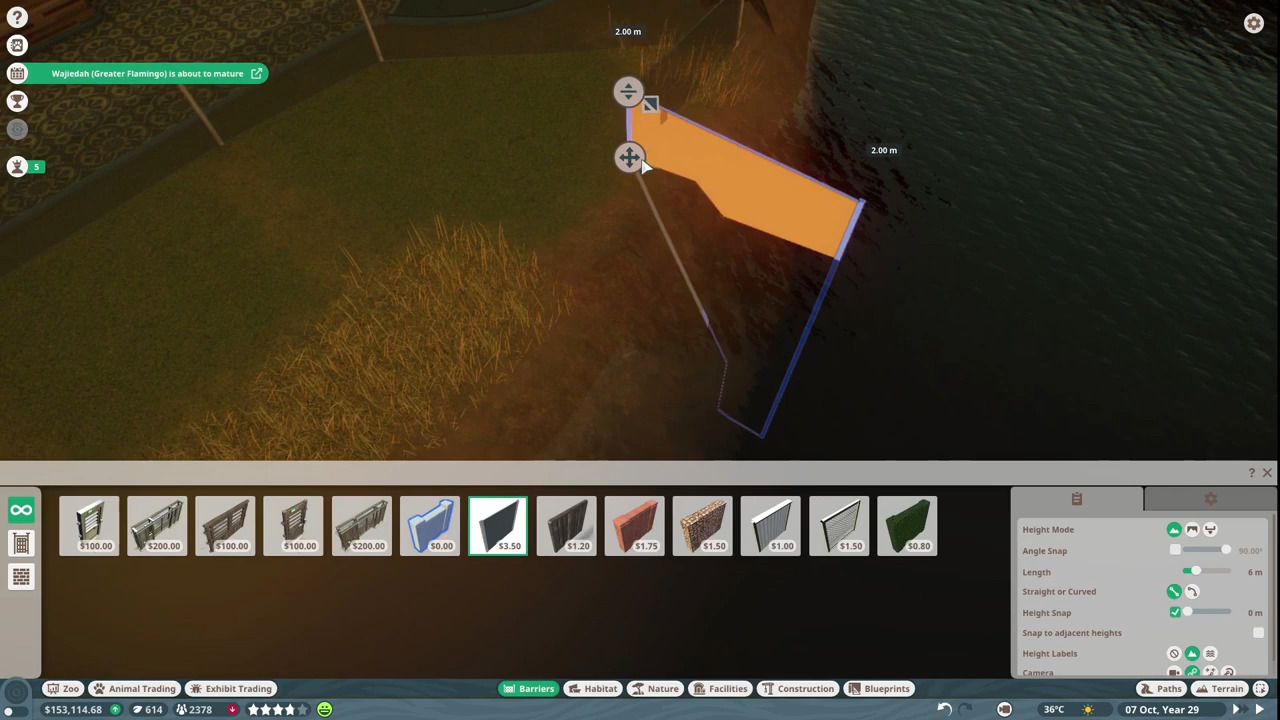 2.00 m
Wajiedah (Greater Flamingo) is about to mature
2.00 m
5
?
$100.00
$200.00
$100.00
$100.00
$200.00
$0.00
$3.50
$1.20
$1.75
$1.50
$1.00
$1.50
$0.80
Height Mode
Angle Snap 90.00°
Length 6 m
Straight or Curved
Height Snap 0 m
Snap to adjacent heights
Height Labels
Camera
Zoo
Animal Trading
Exhibit Trading
Barriers
Habitat
Nature
Facilities
Construction
Blueprints
Paths
Terrain
$153,114.68
614
2378
36°C
07 Oct, Year 29